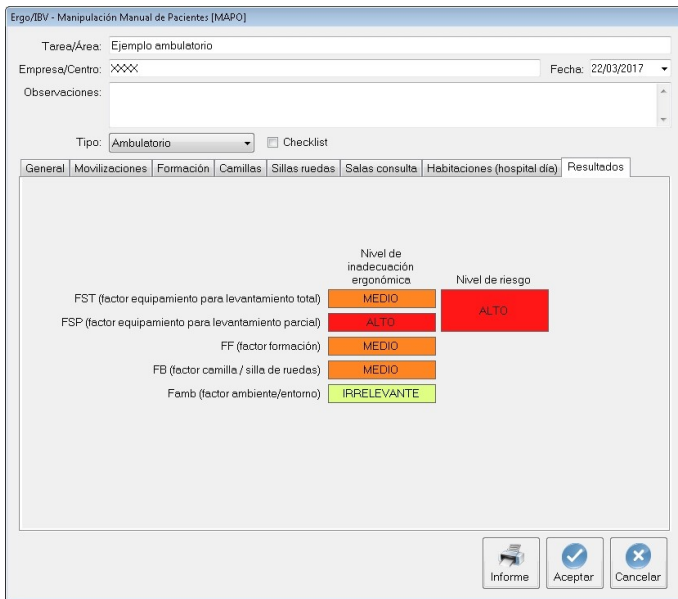 Ergo/IBV - Manipulación Manual de Pacientes [MAPO]
Tarea/Área: Ejemplo ambulatorio
Empresa/Centro: XXXX Fecha: 22/03/2017
Observaciones:
Tipo: Ambulatorio Checklist
General Movilizaciones Formación Camillas Sillas ruedas Salas consulta Habitaciones (hospital día) Resultados
Nivel de
inadecuación
ergonómica Nivel de riesgo
FST (factor equipamiento para levantamiento total) MEDIO
ALTO
FSP (factor equipamiento para levantamiento parcial) ALTO
FF (factor formación) MEDIO
FB (factor camilla / silla de ruedas) MEDIO
Famb (factor ambiente/entorno) IRRELEVANTE
Informe Aceptar Cancelar